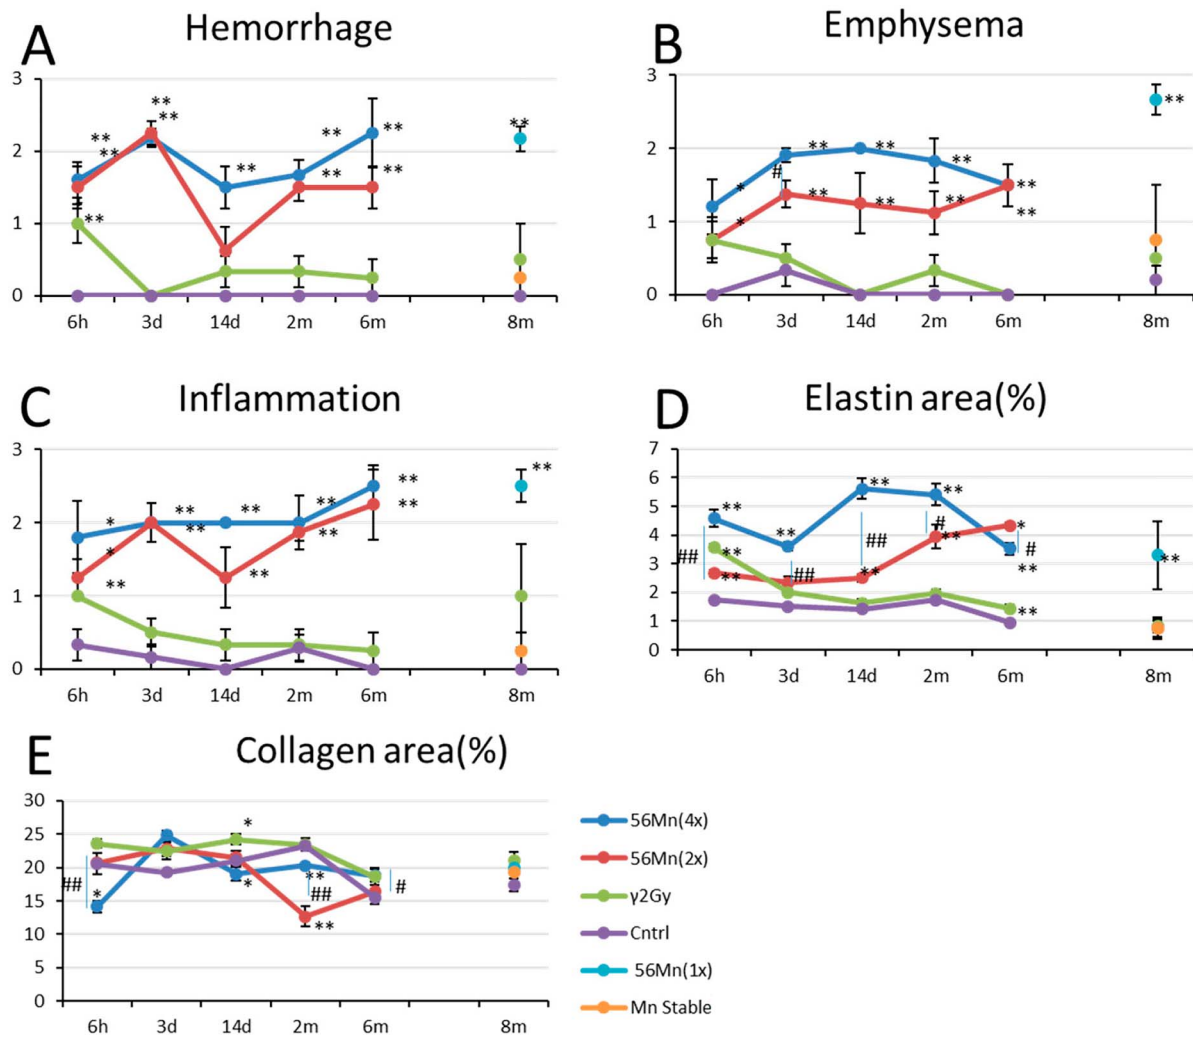 A Hemorrhage
3
** **
** ** ** **
2 ** ** ** **
** **
1 **
0
6h 3d 14d 2m 6m 8m
B Emphysema
3
**
2 ** ** **
* # ** ** ** **
1 * **
0
6h 3d 14d 2m 6m 8m
C Inflammation
3
** **
2 * ** ** ** **
* ** ** **
1 **
0
6h 3d 14d 2m 6m 8m
D Elastin area(%)
7
6 ** **
5 ** #
4 ** ** *
3 ## ** ## # **
2 ** ## ** **
1 **
0
6h 3d 14d 2m 6m 8m
E Collagen area(%)
30
25 *
20 **
## * * ## #
15 **
10
5
0
6h 3d 14d 2m 6m 8m
56Mn(4x)
56Mn(2x)
γ2Gy
Cntrl
56Mn(1x)
Mn Stable